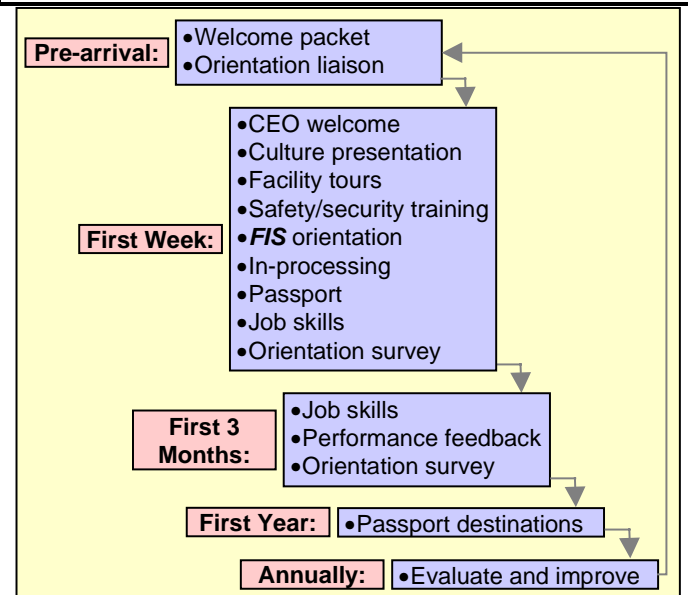 Pre-arrival:
•Welcome packet
•Orientation liaison
First Week:
•CEO welcome
•Culture presentation
•Facility tours
•Safety/security training
•FIS orientation
•In-processing
•Passport
•Job skills
•Orientation survey
First 3
Months:
•Job skills
•Performance feedback
•Orientation survey
First Year:
•Passport destinations
Annually:
•Evaluate and improve